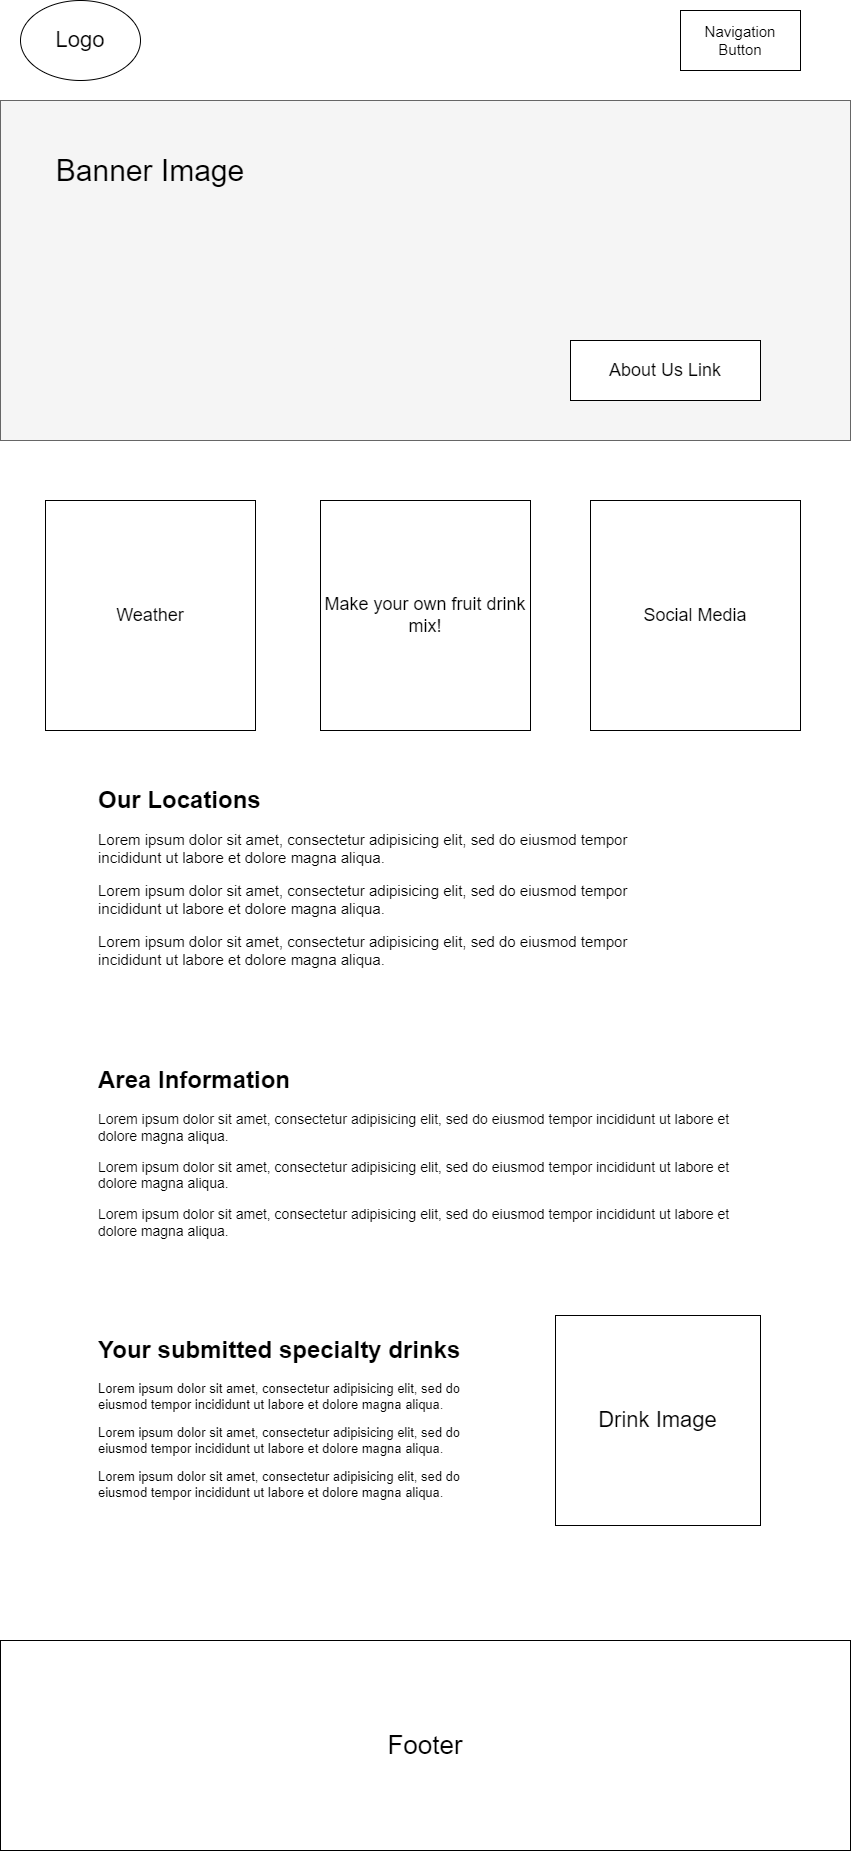 Logo
Navigation
Button
Banner Image
About Us Link
Weather
Make your own fruit drink
mix!
Social Media
Our Locations
Lorem ipsum dolor sit amet, consectetur adipisicing elit, sed do eiusmod tempor
incididunt ut labore et dolore magna aliqua.
Lorem ipsum dolor sit amet, consectetur adipisicing elit, sed do eiusmod tempor
incididunt ut labore et dolore magna aliqua.
Lorem ipsum dolor sit amet, consectetur adipisicing elit, sed do eiusmod tempor
incididunt ut labore et dolore magna aliqua.
Area Information
Lorem ipsum dolor sit amet, consectetur adipisicing elit, sed do eiusmod tempor incididunt ut labore et
dolore magna aliqua.
Lorem ipsum dolor sit amet, consectetur adipisicing elit, sed do eiusmod tempor incididunt ut labore et
dolore magna aliqua.
Lorem ipsum dolor sit amet, consectetur adipisicing elit, sed do eiusmod tempor incididunt ut labore et
dolore magna aliqua.
Your submitted specialty drinks
Lorem ipsum dolor sit amet, consectetur adipisicing elit, sed do
eiusmod tempor incididunt ut labore et dolore magna aliqua.
Lorem ipsum dolor sit amet, consectetur adipisicing elit, sed do
eiusmod tempor incididunt ut labore et dolore magna aliqua.
Lorem ipsum dolor sit amet, consectetur adipisicing elit, sed do
eiusmod tempor incididunt ut labore et dolore magna aliqua.
Drink Image
Footer